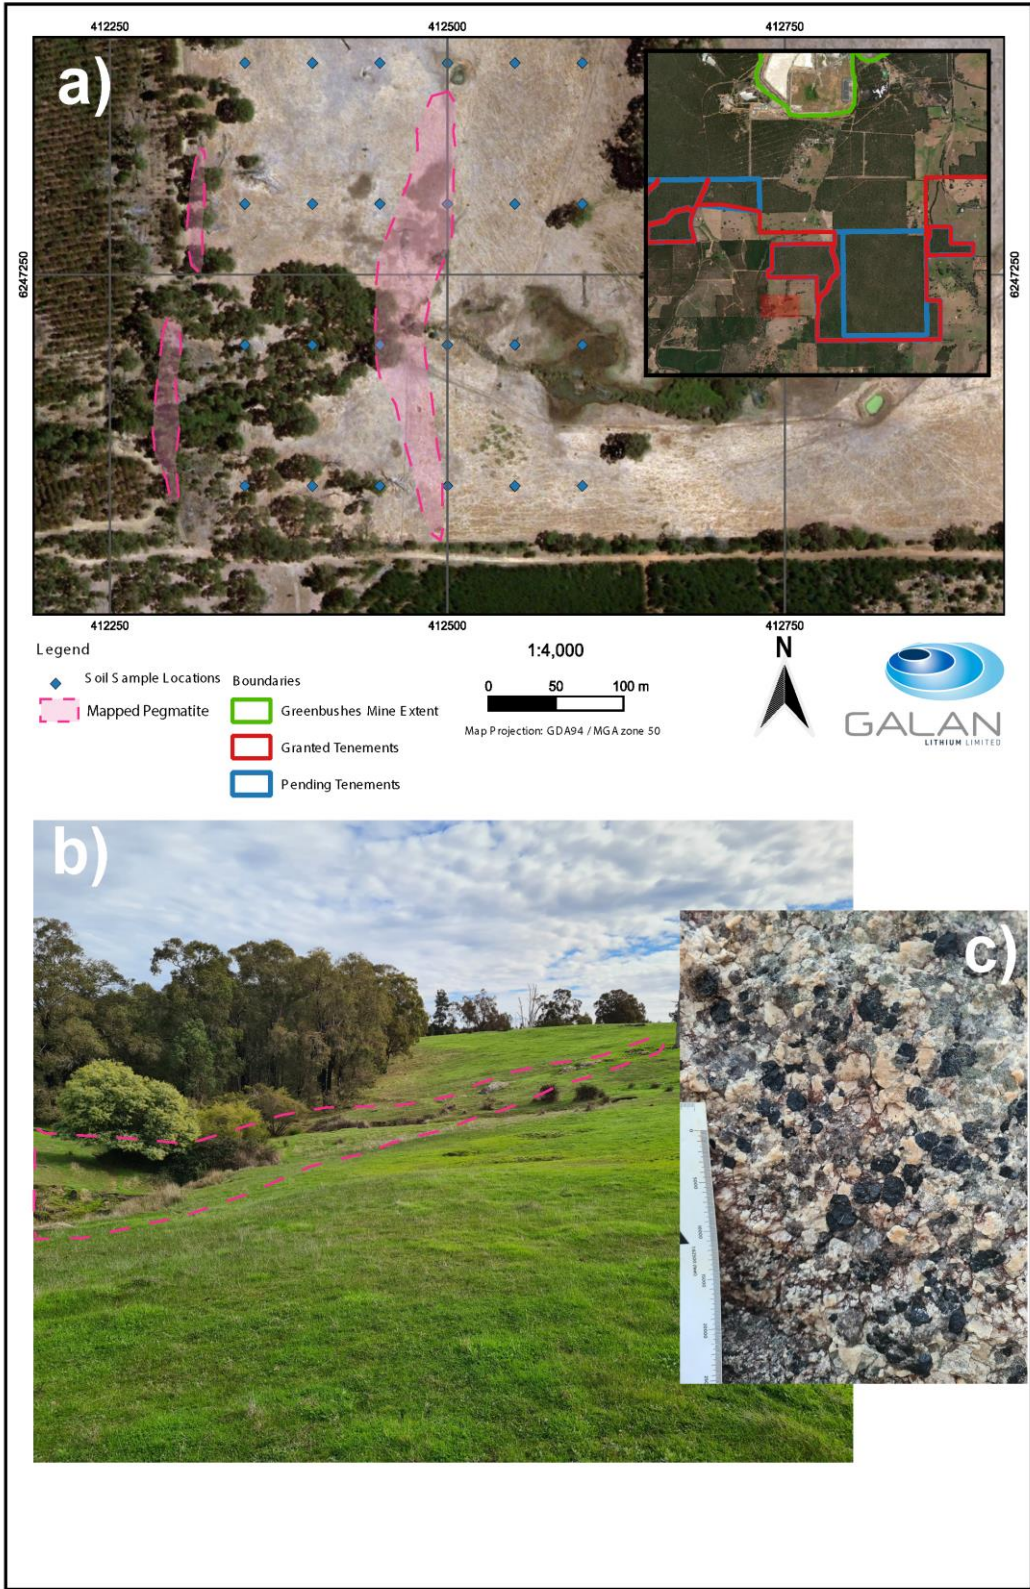 412250 412500 412750
a)
6247250 6247250
412250 412500 412750
Legend
Soil Sample Locations
Mapped Pegmatite
Boundaries
Greenbushes Mine Extent
Granted Tenements
Pending Tenements
1:4,000
0 50 100 m
Map Projection: GDA94 / MGA zone 50
N
GALAN
LITHIUM LIMITED
b)
c)